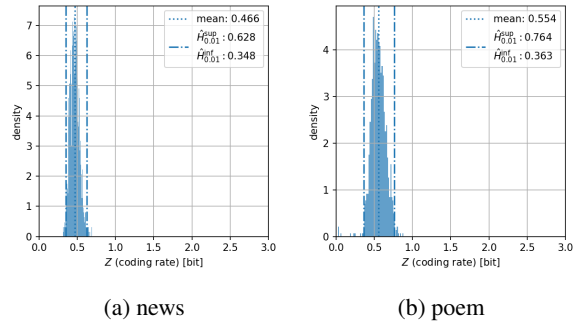 mean: 0.466
Ĥ^sup_0.01 : 0.628
Ĥ^inf_0.01 : 0.348
density
7
6
5
4
3
2
1
0
0.0 0.5 1.0 1.5 2.0 2.5 3.0
Z (coding rate) [bit]
(a) news
mean: 0.554
Ĥ^sup_0.01 : 0.764
Ĥ^inf_0.01 : 0.363
density
4
3
2
1
0
0.0 0.5 1.0 1.5 2.0 2.5 3.0
Z (coding rate) [bit]
(b) poem